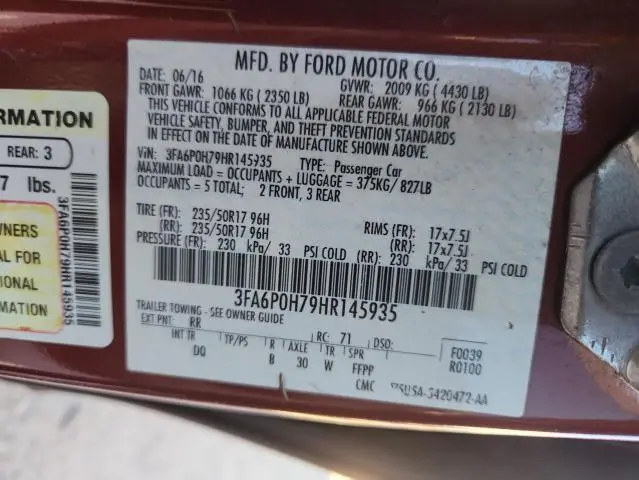 MFD. BY FORD MOTOR CO.
DATE: 06/16 GVWR: 2009 KG (4430 LB)
FRONT GAWR: 1066 KG (2350 LB) REAR GAWR: 966 KG (2130 LB)
THIS VEHICLE CONFORMS TO ALL APPLICABLE FEDERAL MOTOR
VEHICLE SAFETY, BUMPER, AND THEFT PREVENTION STANDARDS
IN EFFECT ON THE DATE OF MANUFACTURE SHOWN ABOVE.
VIN: 3FA6P0H79HR145935 TYPE: Passenger Car
MAXIMUM LOAD = OCCUPANTS + LUGGAGE = 375KG/ 827LB
OCCUPANTS = 5 TOTAL; 2 FRONT, 3 REAR
TIRE (FR): 235/50R17 96H RIMS (FR): 17x7.5J
(RR): 235/50R17 96H (RR): 17x7.5J
PRESSURE (FR): 230 kPa/ 33 PSI COLD (RR): 230 kPa/ 33 PSI COLD
3FA6P0H79HR145935
TRAILER TOWING - SEE OWNER GUIDE
EXT PNT: RR RC: 71 DSO:
INT TR TP/PS R AXLE TR SPR
DQ B 30 W FFPP
CMC
F0039
R0100
5420472-AA
ORMATION
REAR: 3
7 lbs.
WNERS
AL FOR
IONAL
MATION
3FA6P0H79HR145935